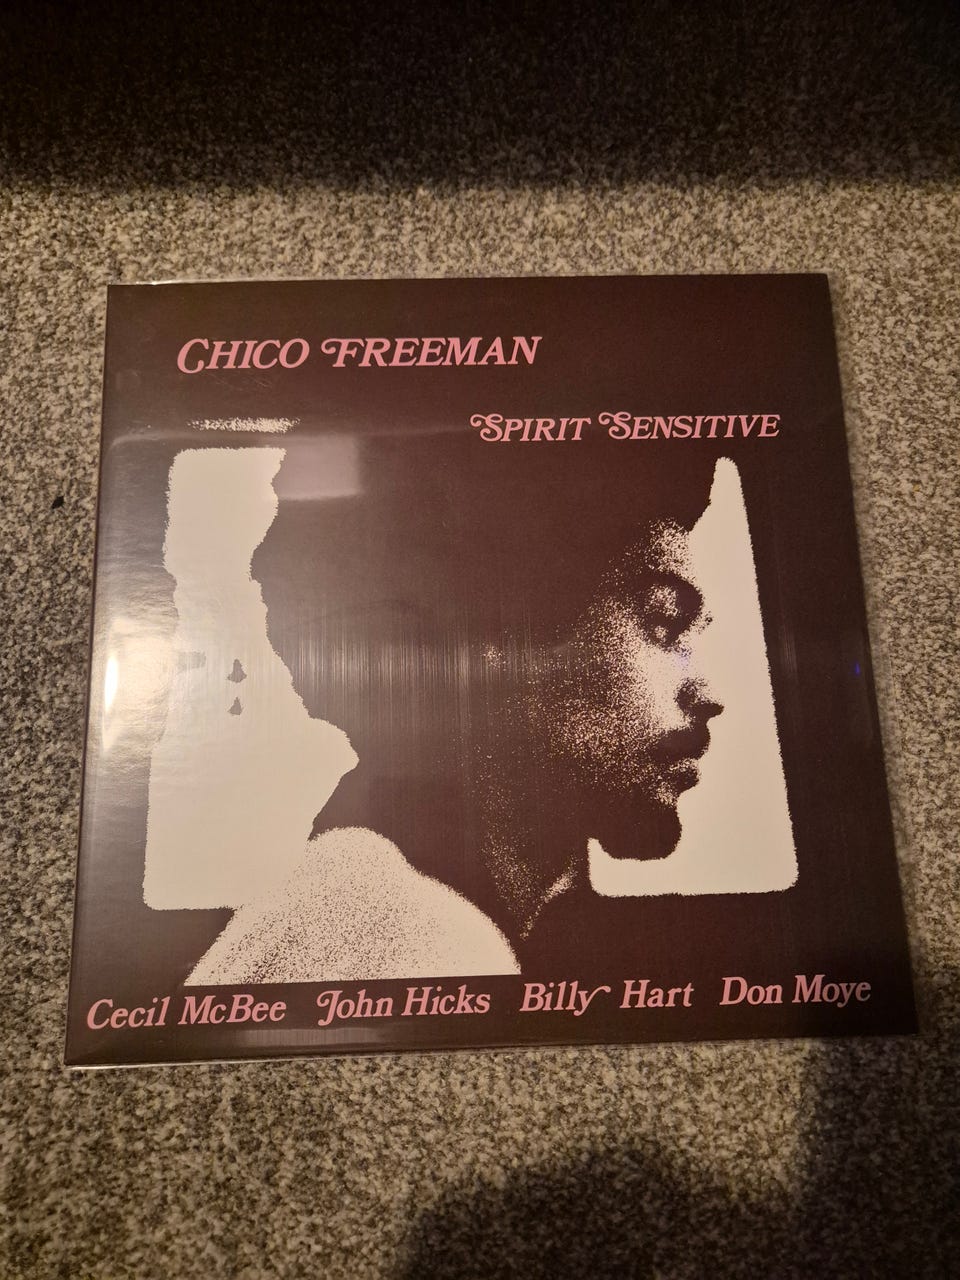 CHICO FREEMAN
SPIRIT SENSITIVE
Cecil McBee John Hicks Billy Hart Don Moye